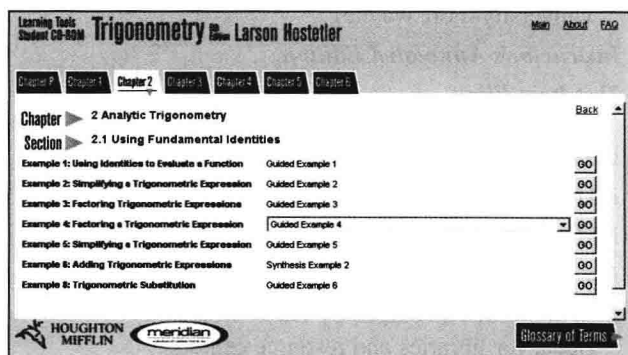 Learning Tools
Student CD-ROM Trigonometry Larson Hostetler Main About FAQ
Chapter P Chapter 1 Chapter 2 Chapter 3 Chapter 4 Chapter 5 Chapter 6
Back
Chapter 2 Analytic Trigonometry
Section 2.1 Using Fundamental Identities
Example 1: Using Identities to Evaluate a Function Guided Example 1 GO
Example 2: Simplifying a Trigonometric Expression Guided Example 2 GO
Example 3: Factoring Trigonometric Expressions Guided Example 3 GO
Example 4: Factoring a Trigonometric Expression Guided Example 4 GO
Example 5: Simplifying a Trigonometric Expression Guided Example 5 GO
Example 6: Adding Trigonometric Expressions Synthesis Example 2 GO
Example 8: Trigonometric Substitution Guided Example 6 GO
HOUGHTON
MIFFLIN
meridian
Glossary of Terms